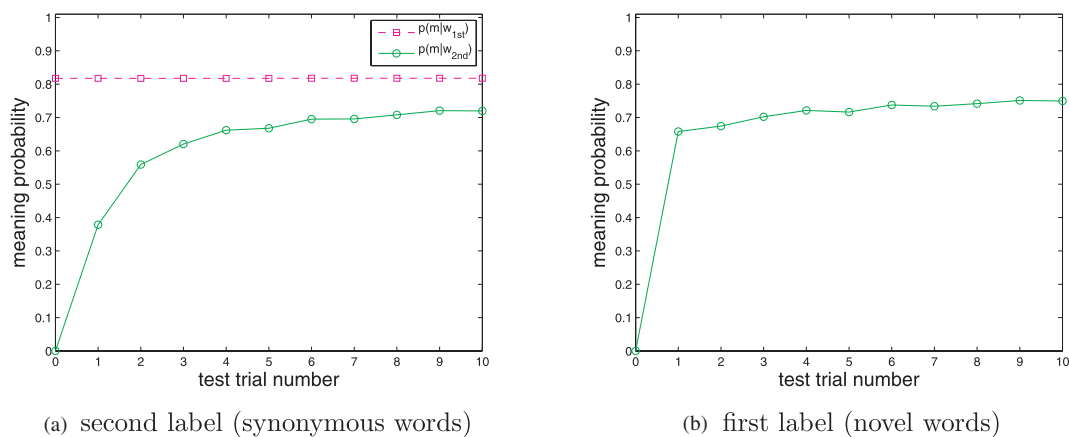 1
0.9
0.8
0.7
0.6
0.5
0.4
0.3
0.2
0.1
0
meaning probability
p(m|w1st)
p(m|w2nd)
0 1 2 3 4 5 6 7 8 9 10
test trial number
(a) second label (synonymous words)
1
0.9
0.8
0.7
0.6
0.5
0.4
0.3
0.2
0.1
0
meaning probability
0 1 2 3 4 5 6 7 8 9 10
test trial number
(b) first label (novel words)